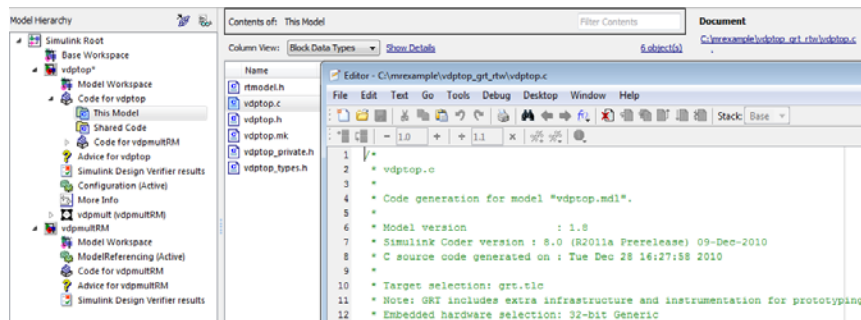 Model Hierarchy
Simulink Root
Base Workspace
vdptop*
Model Workspace
Code for vdptop
This Model
Shared Code
Code for vdpmultRM
Advice for vdptop
Simulink Design Verifier results
Configuration (Active)
More Info
vdpmult (vdpmultRM)
vdpmultRM
Model Workspace
ModelReferencing (Active)
Code for vdpmultRM
Advice for vdpmultRM
Simulink Design Verifier results
Contents of: This Model
Filter Contents
Column View: Block Data Types Show Details 6 object(s)
Name
rtmodel.h
vdptop.c
vdptop.h
vdptop.mk
vdptop_private.h
vdptop_types.h
Document
C:\mrexample\vdptop_grt_rtw\vdptop.c
Editor - C:\mrexample\vdptop_grt_rtw\vdptop.c
File Edit Text Go Tools Debug Desktop Window Help
Stack: Base
- 1.0 + ÷ 1.1 ×
1 /*
2 * vdptop.c
3 *
4 * Code generation for model "vdptop.mdl".
5 *
6 * Model version : 1.8
7 * Simulink Coder version : 8.0 (R2011a Prerelease) 09-Dec-2010
8 * C source code generated on : Tue Dec 28 16:27:58 2010
9 *
10 * Target selection: grt.tlc
11 * Note: GRT includes extra infrastructure and instrumentation for prototyping
12 * Embedded hardware selection: 32-bit Generic